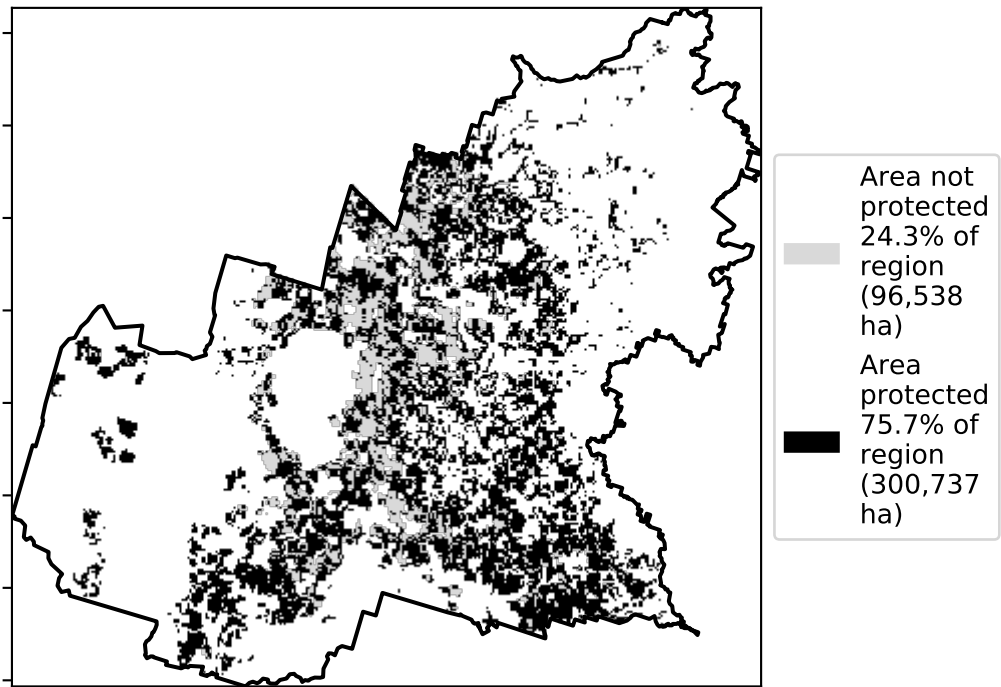 Area not
protected
24.3% of
region
(96,538
ha)
Area
protected
75.7% of
region
(300,737
ha)